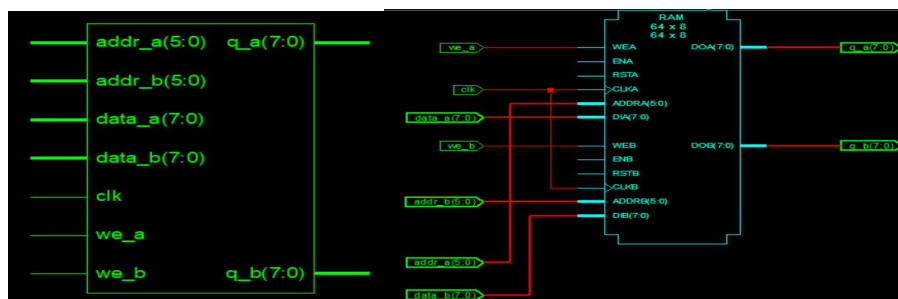 addr_a(5:0) q_a(7:0)
addr_b(5:0)
data_a(7:0)
data_b(7:0)
clk
we_a
we_b q_b(7:0)
RAM
64 x 8
64 x 8
we_a WEA DOA(7:0) q_a(7:0)
ENA
RSTA
clk CLKA
ADDRA(5:0)
data_a(7:0) DIA(7:0)
we_b WEB DOB(7:0) q_b(7:0)
ENB
RSTB
CLKB
addr_b(5:0) ADDRB(5:0)
DIB(7:0)
addr_a(5:0)
data_b(7:0)